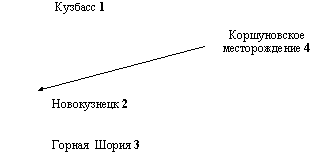 Кузбасс 1
Коршуновское
месторождение 4
Новокузнецк 2
Горная Шория 3